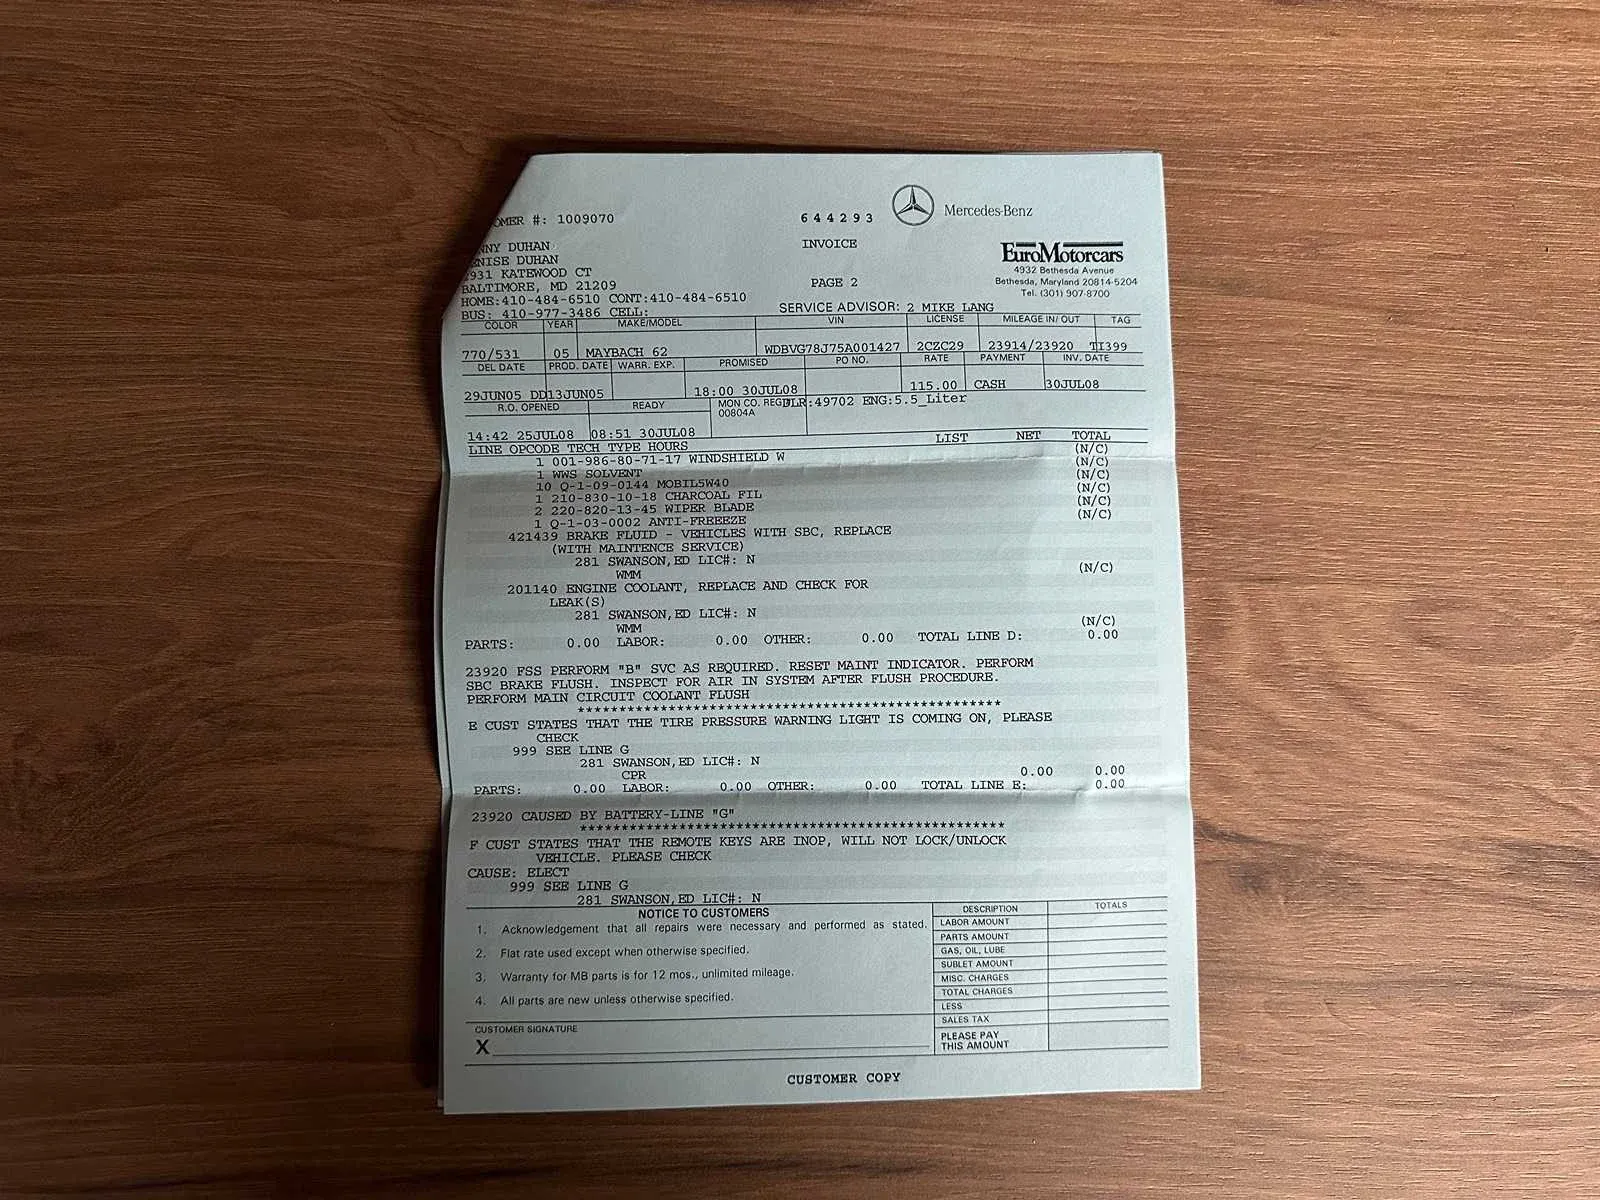 OMER #: 1009070
644293
Mercedes-Benz
NNY DUHAN
INVOICE
ENISE DUHAN
EuroMotorcars
931 KATEWOOD CT
4932 Bethesda Avenue
BALTIMORE, MD 21209
PAGE 2
Bethesda, Maryland 20814-5204
HOME:410-484-6510 CONT:410-484-6510
Tel. (301) 907-8700
BUS: 410-977-3486 CELL:
SERVICE ADVISOR: 2 MIKE LANG
COLOR YEAR MAKE/MODEL VIN LICENSE MILEAGE IN/OUT TAG
770/531 05 MAYBACH 62 WDBVG78J75A001427 2CZC29 23914/23920 TI399
DEL DATE PROD. DATE WARR. EXP. PROMISED PO NO. RATE PAYMENT INV. DATE
29JUN05 DD 13JUN05 18:00 30JUL08 115.00 CASH 30JUL08
R.O. OPENED READY MON CO. REG# DLR:49702 ENG:5.5_Liter
00804A
14:42 25JUL08 08:51 30JUL08
LINE OPCODE TECH TYPE HOURS LIST NET TOTAL
1 001-986-80-71-17 WINDSHIELD W (N/C)
1 WWS SOLVENT (N/C)
10 Q-1-09-0144 MOBIL5W40 (N/C)
1 210-830-10-18 CHARCOAL FIL (N/C)
2 220-820-13-45 WIPER BLADE (N/C)
1 Q-1-03-0002 ANTI-FREEZE (N/C)
421439 BRAKE FLUID - VEHICLES WITH SBC, REPLACE
(WITH MAINTENCE SERVICE)
281 SWANSON,ED LIC#: N
WMM (N/C)
201140 ENGINE COOLANT, REPLACE AND CHECK FOR
LEAK(S)
281 SWANSON,ED LIC#: N
WMM (N/C)
PARTS: 0.00 LABOR: 0.00 OTHER: 0.00 TOTAL LINE D: 0.00
23920 FSS PERFORM "B" SVC AS REQUIRED. RESET MAINT INDICATOR. PERFORM
SBC BRAKE FLUSH. INSPECT FOR AIR IN SYSTEM AFTER FLUSH PROCEDURE.
PERFORM MAIN CIRCUIT COOLANT FLUSH
***************************************************
E CUST STATES THAT THE TIRE PRESSURE WARNING LIGHT IS COMING ON, PLEASE
CHECK
999 SEE LINE G
281 SWANSON,ED LIC#: N
CPR 0.00 0.00
PARTS: 0.00 LABOR: 0.00 OTHER: 0.00 TOTAL LINE E: 0.00
23920 CAUSED BY BATTERY-LINE "G"
***************************************************
F CUST STATES THAT THE REMOTE KEYS ARE INOP, WILL NOT LOCK/UNLOCK
VEHICLE. PLEASE CHECK
CAUSE: ELECT
999 SEE LINE G
281 SWANSON,ED LIC#: N
NOTICE TO CUSTOMERS
1. Acknowledgement that all repairs were necessary and performed as stated.
2. Flat rate used except when otherwise specified.
3. Warranty for MB parts is for 12 mos., unlimited mileage.
4. All parts are new unless otherwise specified.
CUSTOMER SIGNATURE
X
DESCRIPTION TOTALS
LABOR AMOUNT
PARTS AMOUNT
GAS, OIL, LUBE
SUBLET AMOUNT
MISC. CHARGES
TOTAL CHARGES
LESS
SALES TAX
PLEASE PAY
THIS AMOUNT
CUSTOMER COPY